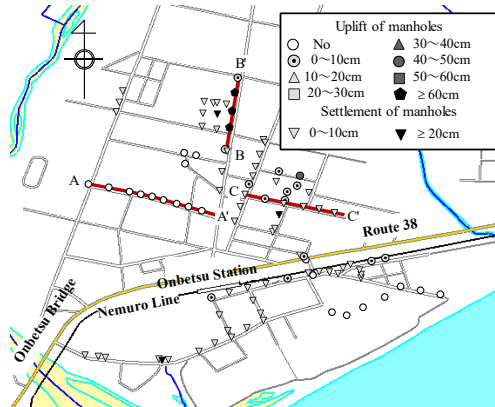 Uplift of manholes
No
30~40cm
0~10cm
40~50cm
10~20cm
50~60cm
20~30cm
≥ 60cm
Settlement of manholes
0~10cm
≥ 20cm
B'
B
A
A'
C
C'
Route 38
Onbetsu Station
Nemuro Line
Onbetsu Bridge